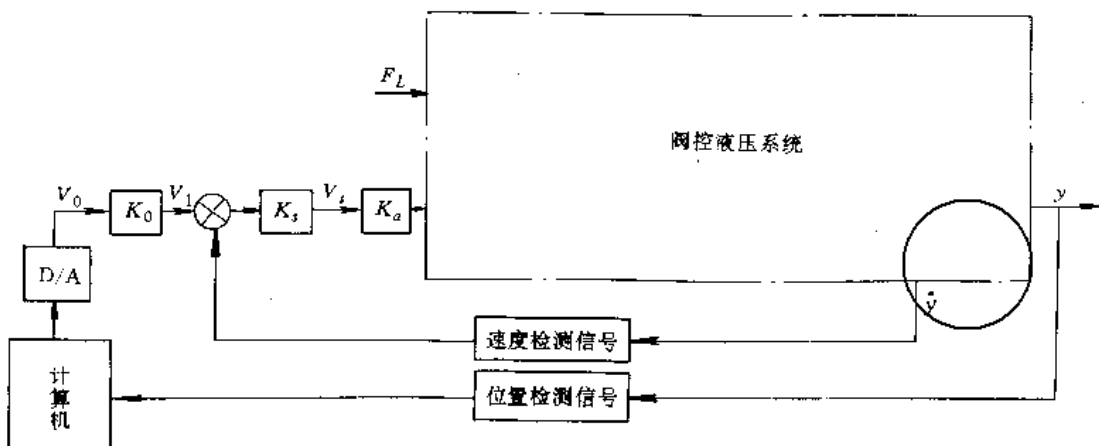 F_L
阀控液压系统
V_0
K_0
V_1
K_s
V_s
K_a
y
D/A
ẏ
速度检测信号
位置检测信号
计算机